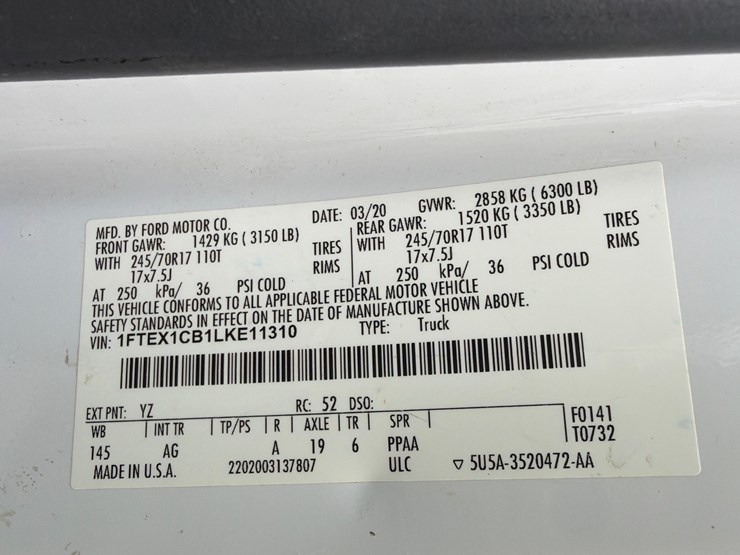 MFD. BY FORD MOTOR CO. DATE: 03/20 GVWR: 2858 KG ( 6300 LB)
FRONT GAWR: 1429 KG ( 3150 LB) REAR GAWR: 1520 KG ( 3350 LB)
WITH 245/70R17 110T TIRES WITH 245/70R17 110T TIRES
17x7.5J RIMS 17x7.5J RIMS
AT 250 kPa/ 36 PSI COLD AT 250 kPa/ 36 PSI COLD
THIS VEHICLE CONFORMS TO ALL APPLICABLE FEDERAL MOTOR VEHICLE
SAFETY STANDARDS IN EFFECT ON THE DATE OF MANUFACTURE SHOWN ABOVE.
VIN: 1FTEX1CB1LKE11310 TYPE: Truck
EXT PNT: YZ RC: 52 DSO:
WB INT TR TP/PS R AXLE TR SPR F0141
145 AG A 19 6 PPAA T0732
MADE IN U.S.A. 2202003137807 ULC ▽ 5U5A-3520472-AA